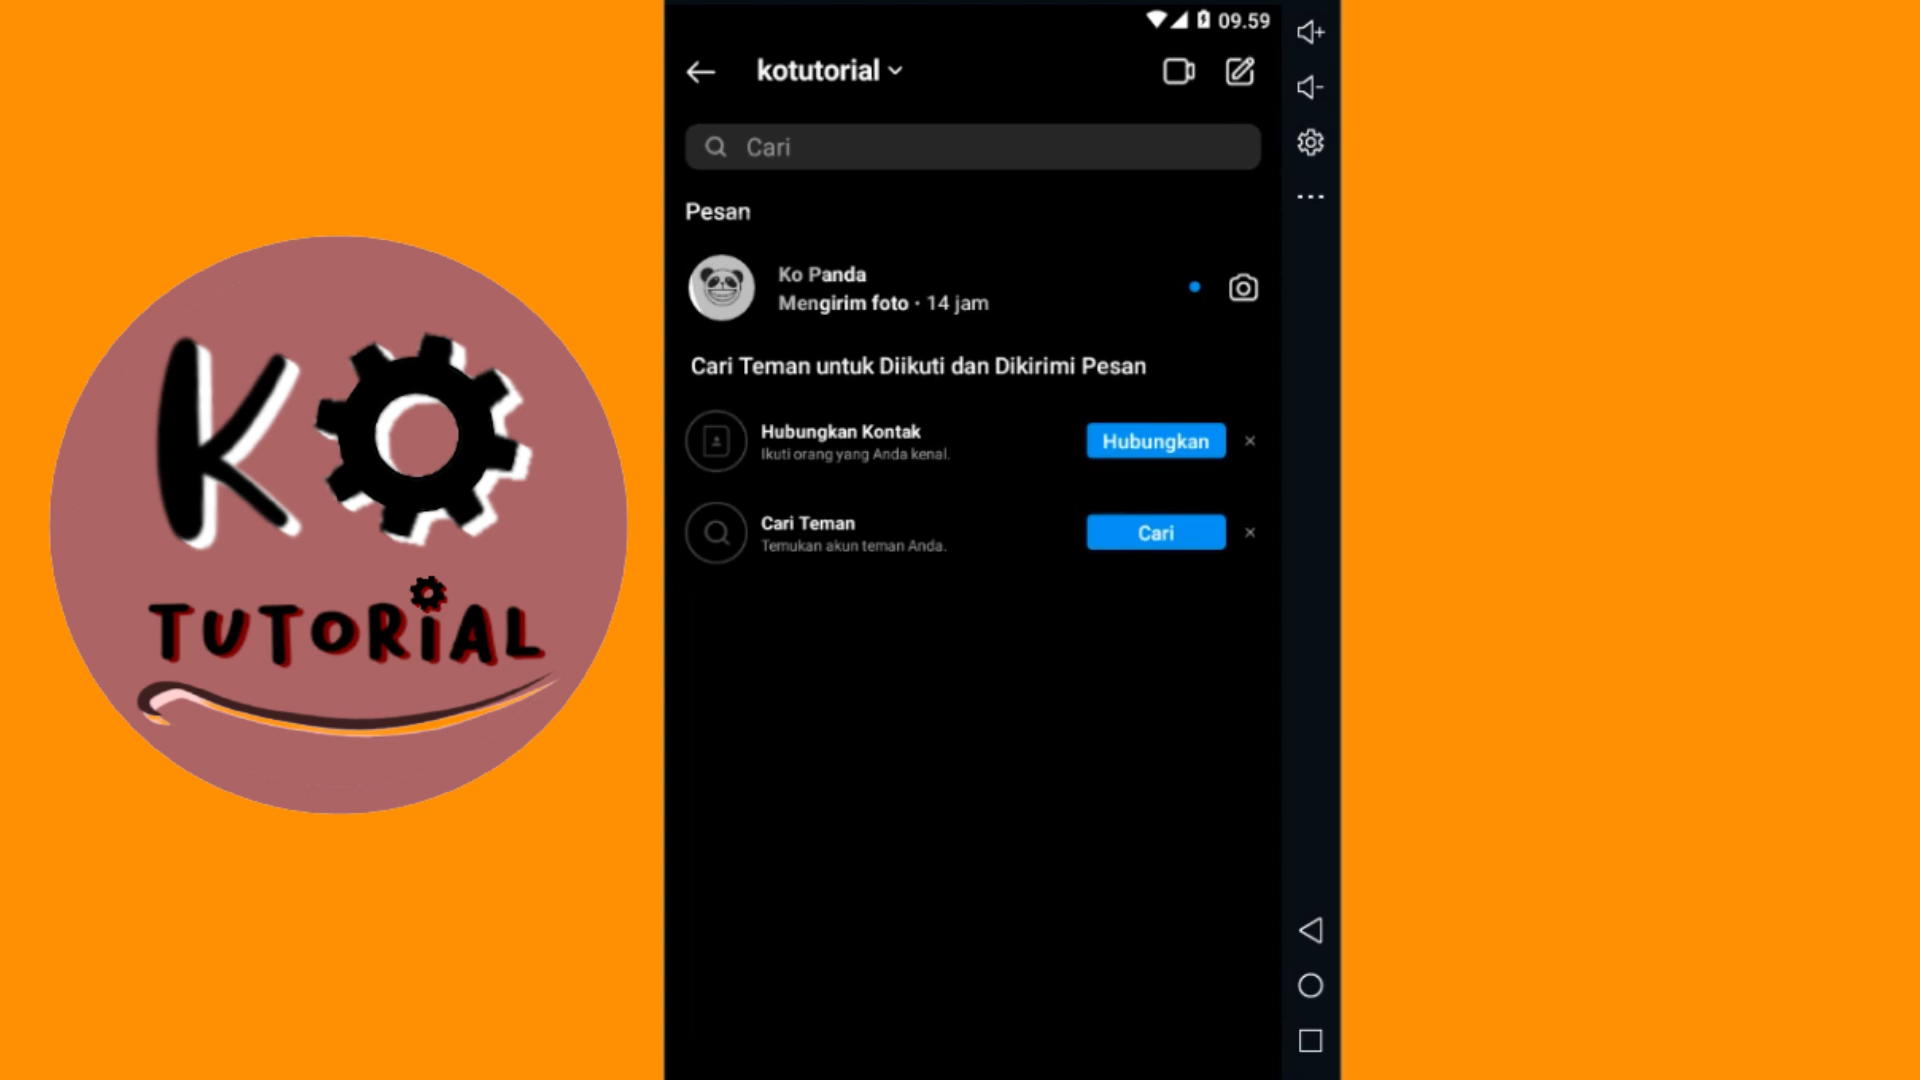 KO
TUTORiAL
09.59
kotutorial
Cari
Pesan
Ko Panda
Mengirim foto · 14 jam
Cari Teman untuk Diikuti dan Dikirimi Pesan
Hubungkan Kontak
Ikuti orang yang Anda kenal.
Hubungkan
Cari Teman
Temukan akun teman Anda.
Cari